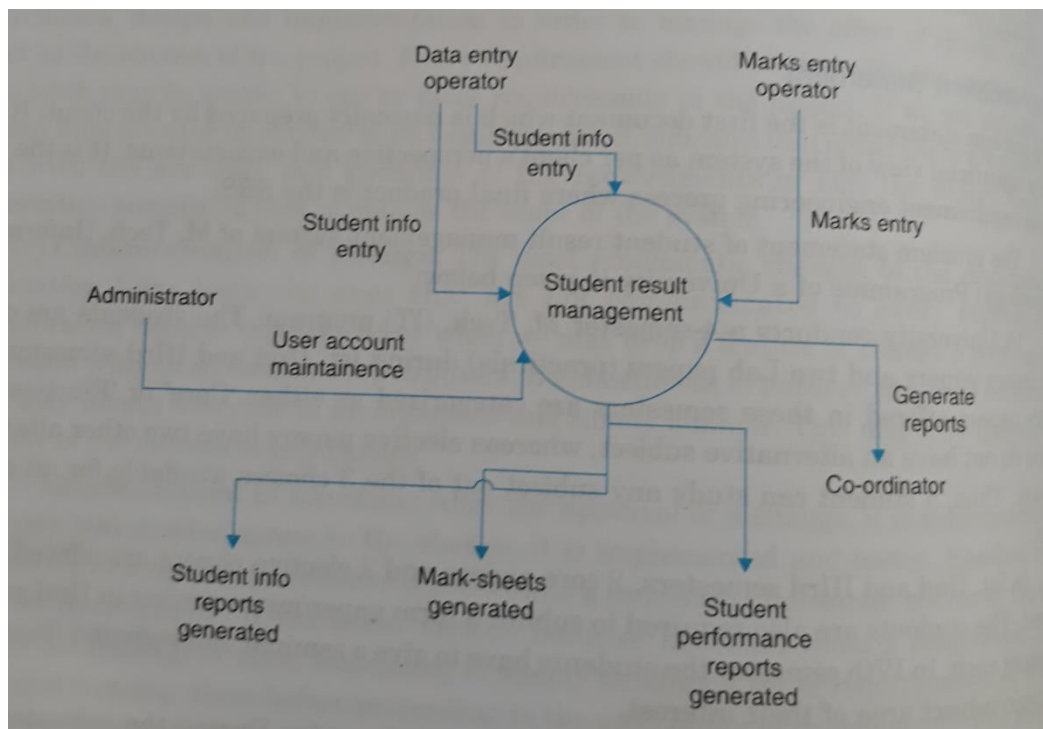 Data entry
operator
Marks entry
operator
Student info
entry
Student info
entry
Marks entry
Student result
management
Administrator
User account
maintainence
Generate
reports
Co-ordinator
Student info
reports
generated
Mark-sheets
generated
Student
performance
reports
generated